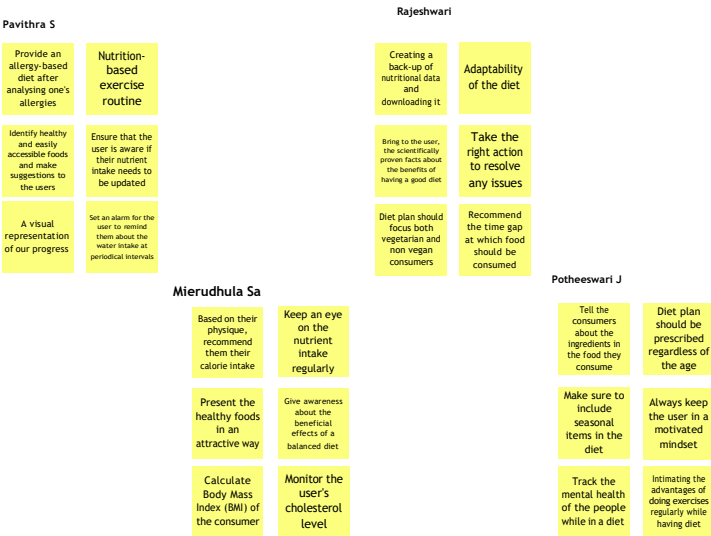 Pavithra S
Provide an
allergy-based
diet after
analysing one's
allergies
Nutrition-
based
exercise
routine
Identify healthy
and easily
accessible foods
and make
suggestions to
the users
Ensure that the
user is aware if
their nutrient
intake needs to
be updated
A visual
representation
of our progress
Set an alarm for the
user to remind
them about the
water intake at
periodical intervals
Rajeshwari
Creating a
back-up of
nutritional data
and
downloading it
Adaptability
of the diet
Bring to the user,
the scientifically
proven facts about
the benefits of
having a good diet
Take the
right action
to resolve
any issues
Diet plan should
focus both
vegetarian and
non vegan
consumers
Recommend
the time gap
at which food
should be
consumed
Mierudhula Sa
Based on their
physique,
recommend
them their
calorie intake
Keep an eye
on the
nutrient
intake
regularly
Present the
healthy foods
in an
attractive way
Give awareness
about the
beneficial
effects of a
balanced diet
Calculate
Body Mass
Index (BMI) of
the consumer
Monitor the
user's
cholesterol
level
Potheeswari J
Tell the
consumers
about the
ingredients in
the food they
consume
Diet plan
should be
prescribed
regardless of
the age
Make sure to
include
seasonal
items in the
diet
Always keep
the user in a
motivated
mindset
Track the
mental health
of the people
while in a diet
Intimating the
advantages of
doing exercises
regularly while
having diet